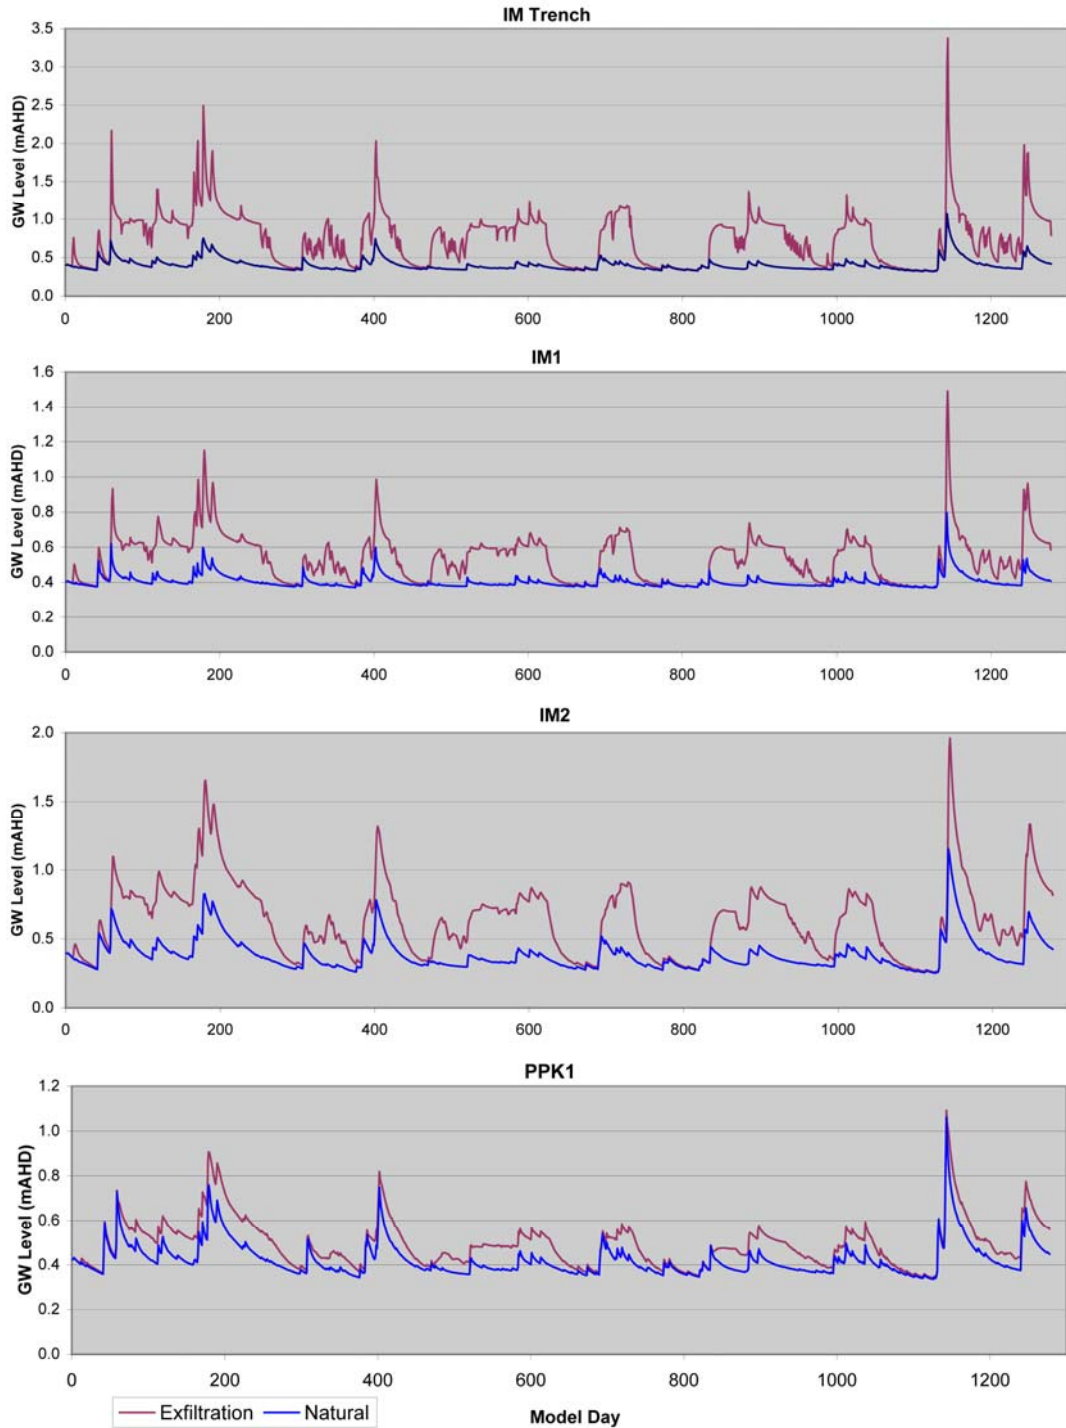 IM Trench
GW Level (mAHD)
3.5
3.0
2.5
2.0
1.5
1.0
0.5
0.0
0 200 400 600 800 1000 1200
IM1
GW Level (mAHD)
1.6
1.4
1.2
1.0
0.8
0.6
0.4
0.2
0.0
0 200 400 600 800 1000 1200
IM2
GW Level (mAHD)
2.0
1.5
1.0
0.5
0.0
0 200 400 600 800 1000 1200
PPK1
GW Level (mAHD)
1.2
1.0
0.8
0.6
0.4
0.2
0.0
0 200 400 600 800 1000 1200
Exfiltration Natural
Model Day